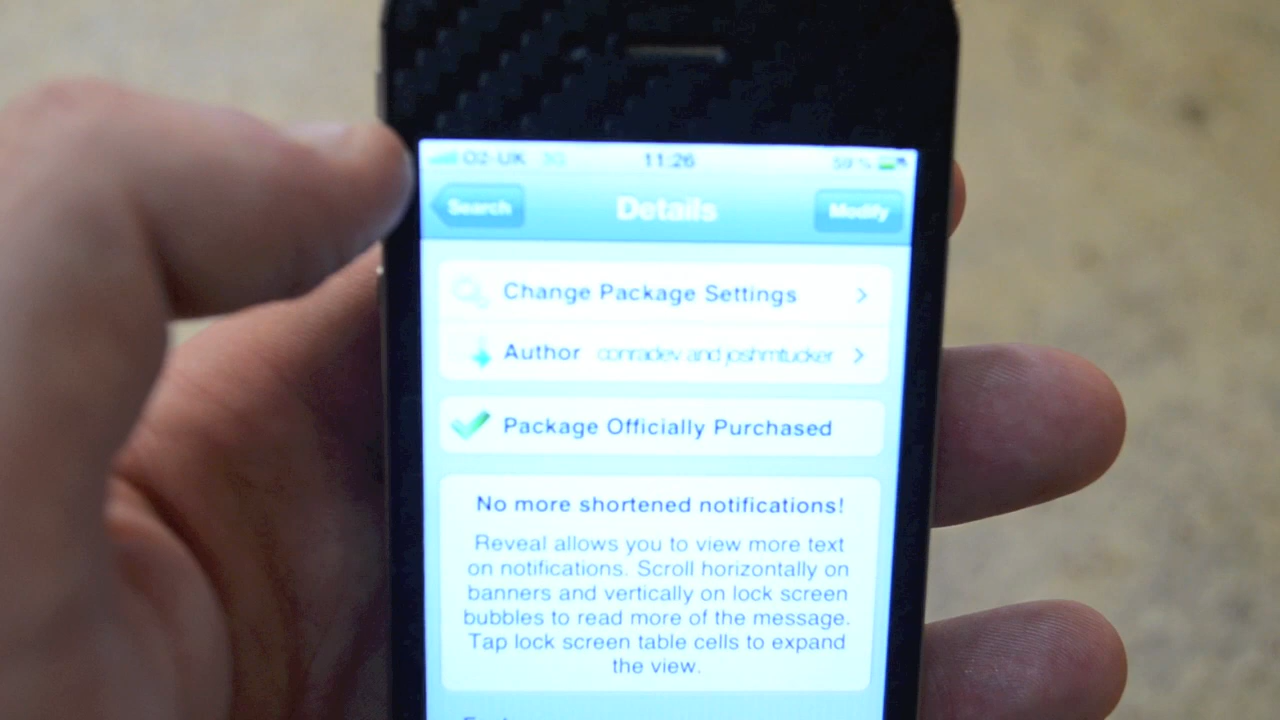 O2-UK 3G 11:26 59%
Search Details Modify
Change Package Settings
Author conradev and joshmtucker
Package Officially Purchased
No more shortened notifications!
Reveal allows you to view more text
on notifications. Scroll horizontally on
banners and vertically on lock screen
bubbles to read more of the message.
Tap lock screen table cells to expand
the view.